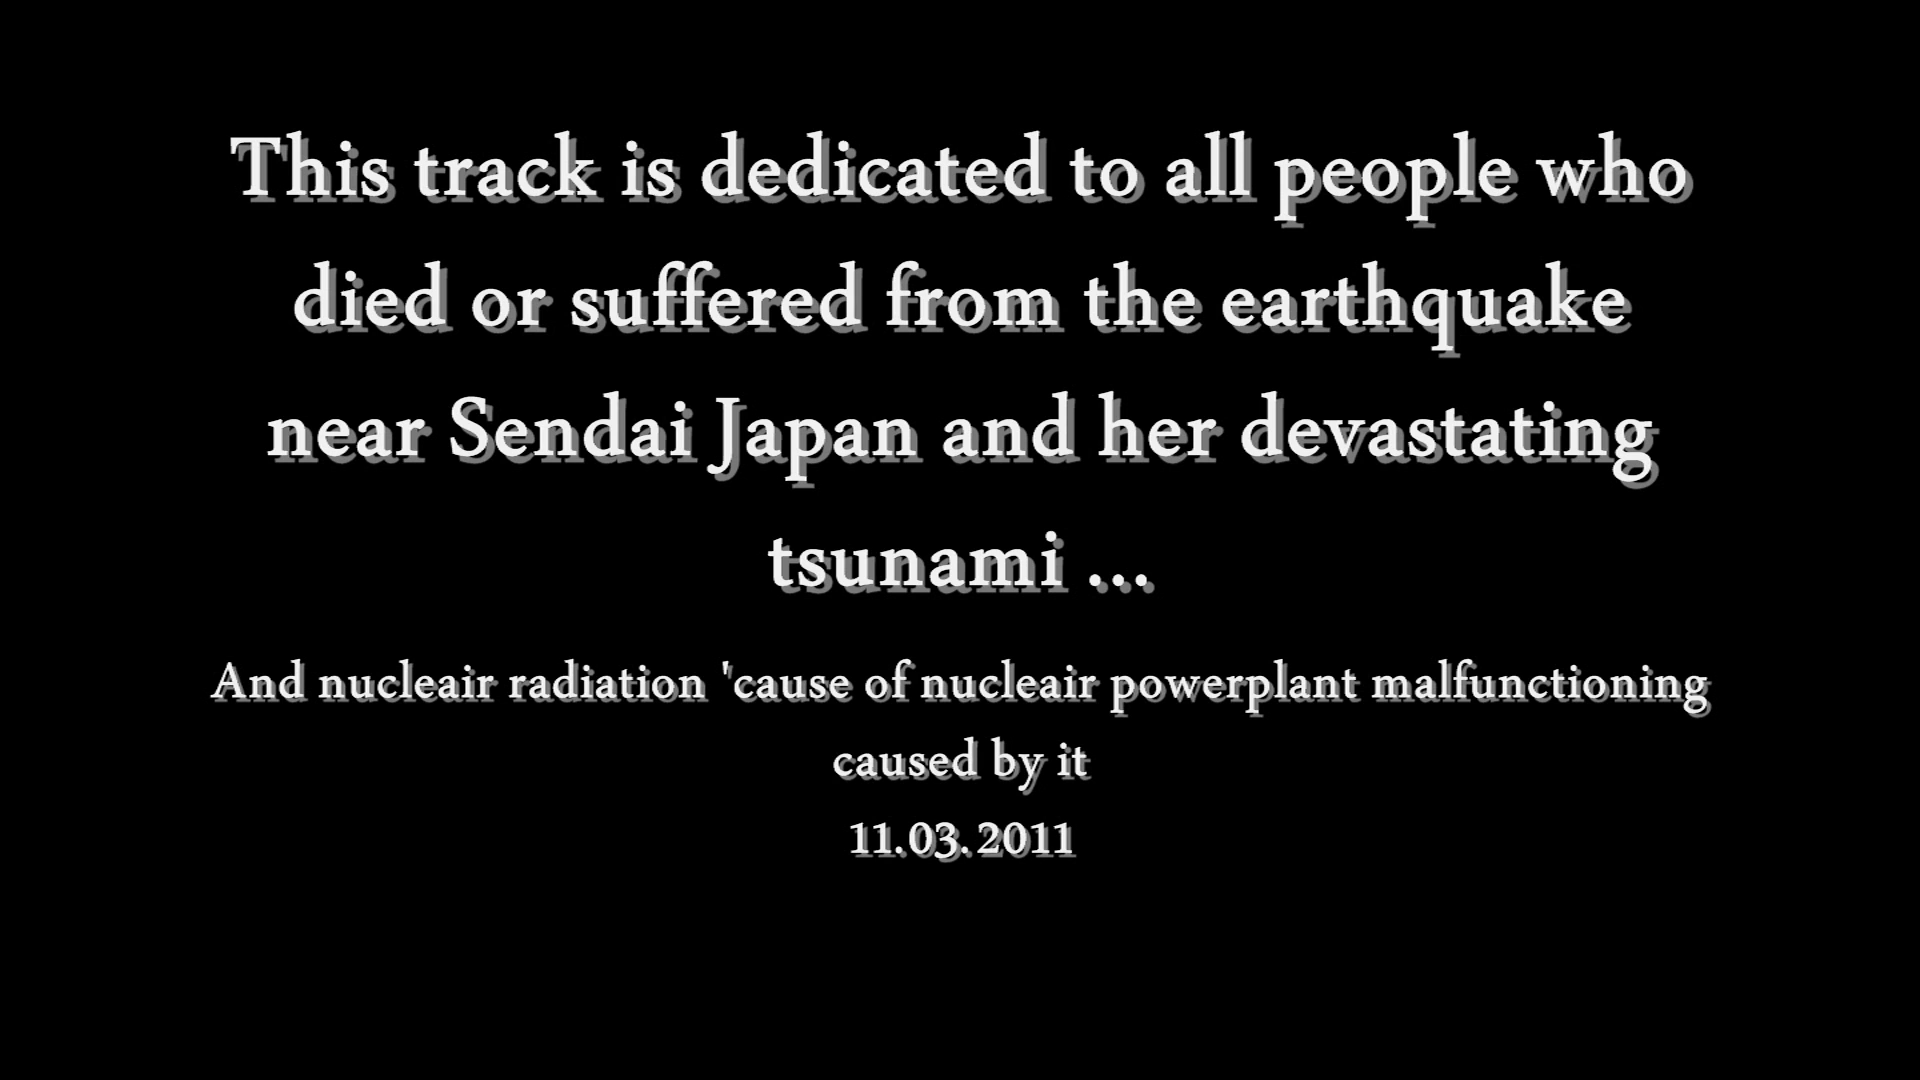 This track is dedicated to all people who
died or suffered from the earthquake
near Sendai Japan and her devastating
tsunami ...
And nucleair radiation 'cause of nucleair powerplant malfunctioning
caused by it
11.03.2011